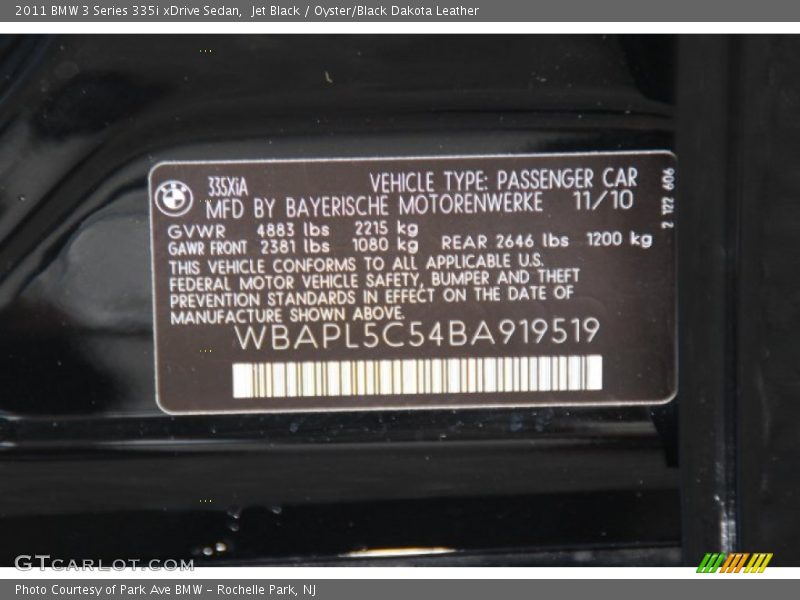 2011 BMW 3 Series 335i xDrive Sedan, Jet Black / Oyster/Black Dakota Leather
335XiA VEHICLE TYPE: PASSENGER CAR
MFD BY BAYERISCHE MOTORENWERKE 11/10
GVWR 4883 lbs 2215 kg
GAWR FRONT 2381 lbs 1080 kg REAR 2646 lbs 1200 kg
THIS VEHICLE CONFORMS TO ALL APPLICABLE U.S.
FEDERAL MOTOR VEHICLE SAFETY, BUMPER AND THEFT
PREVENTION STANDARDS IN EFFECT ON THE DATE OF
MANUFACTURE SHOWN ABOVE.
WBAPL5C54BA919519
2 122 606
GTCARLOT.COM
Photo Courtesy of Park Ave BMW - Rochelle Park, NJ